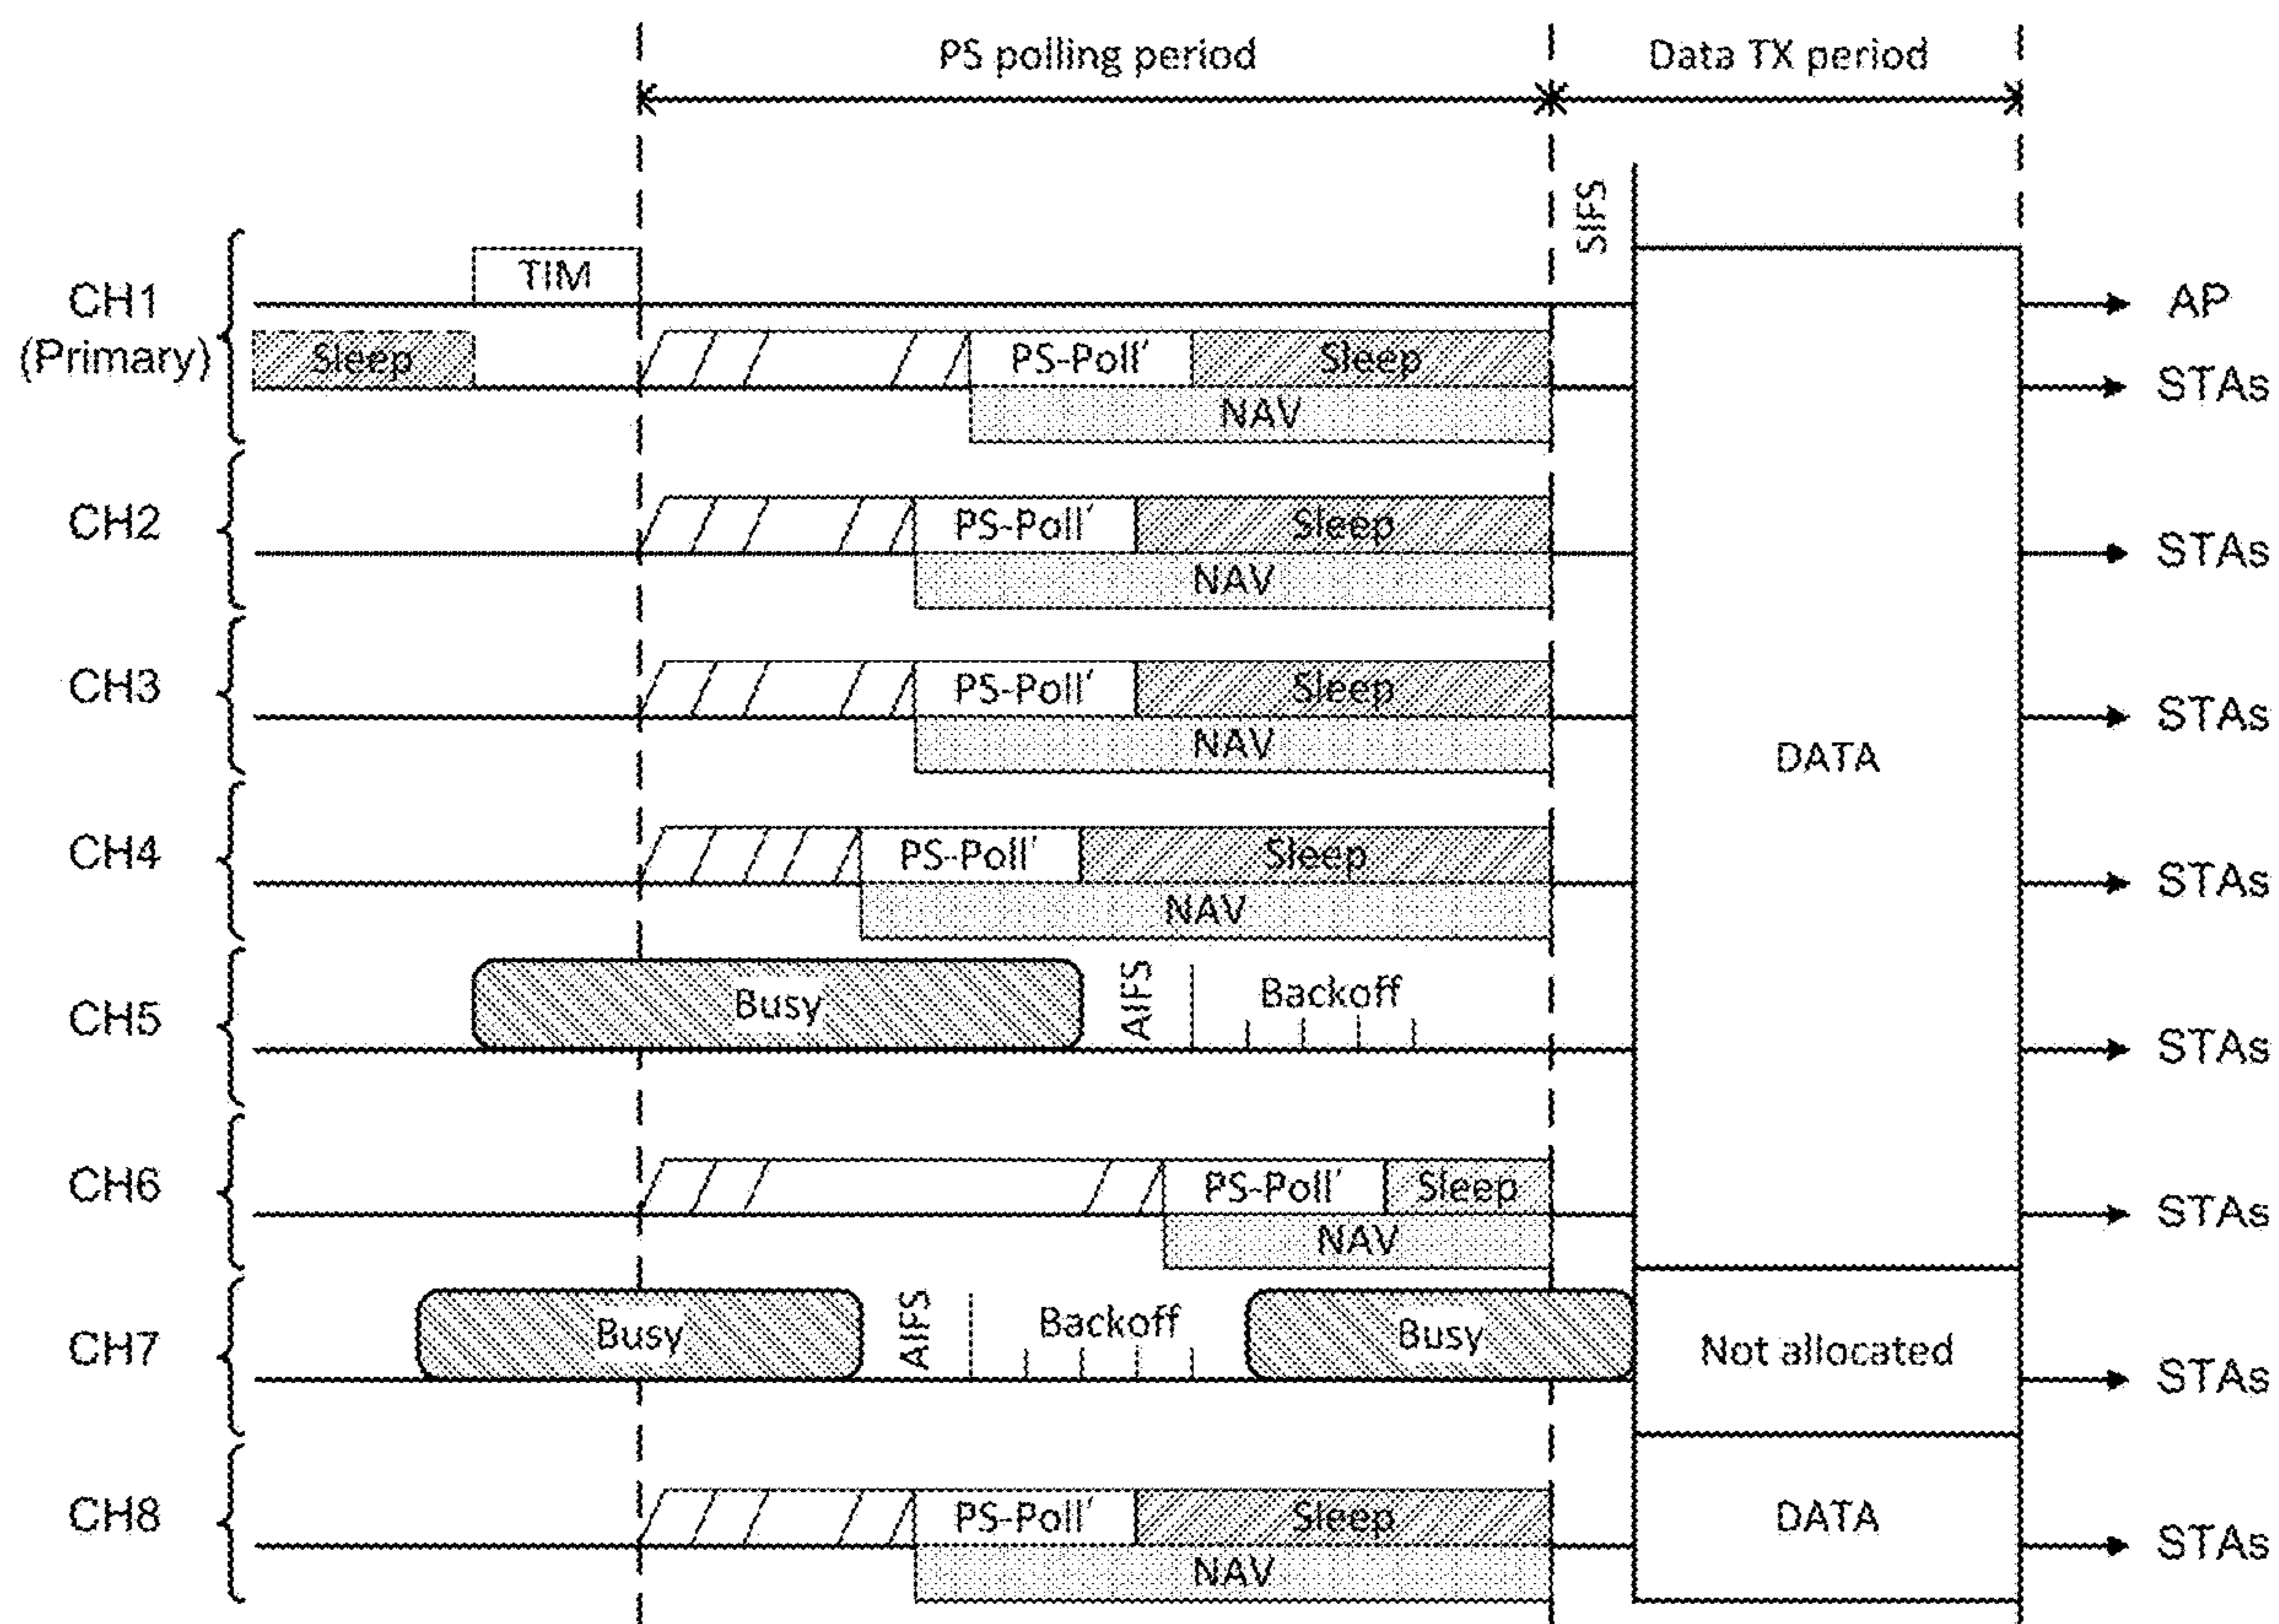 PS polling period
Data TX period
SIFS
CH1
(Primary)
TIM
AP
Sleep
PS-Poll'
Sleep
STAs
NAV
CH2
PS-Poll'
Sleep
STAs
NAV
CH3
PS-Poll'
Sleep
STAs
NAV
DATA
CH4
PS-Poll'
Sleep
STAs
NAV
CH5
Busy
AIFS
Backoff
STAs
CH6
PS-Poll'
Sleep
STAs
NAV
CH7
Busy
AIFS
Backoff
Busy
Not allocated
STAs
CH8
PS-Poll'
Sleep
DATA
STAs
NAV